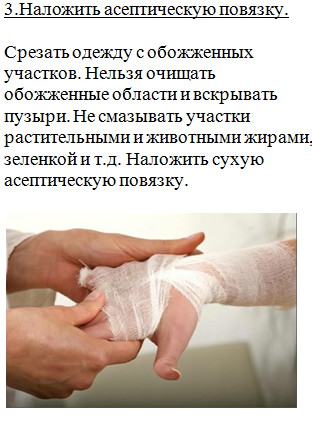 3.Наложить асептическую повязку.
Срезать одежду с обожженных
участков. Нельзя очищать
обожженные области и вскрывать
пузыри. Не смазывать участки
растительными и животными жирами,
зеленкой и т.д. Наложить сухую
асептическую повязку.